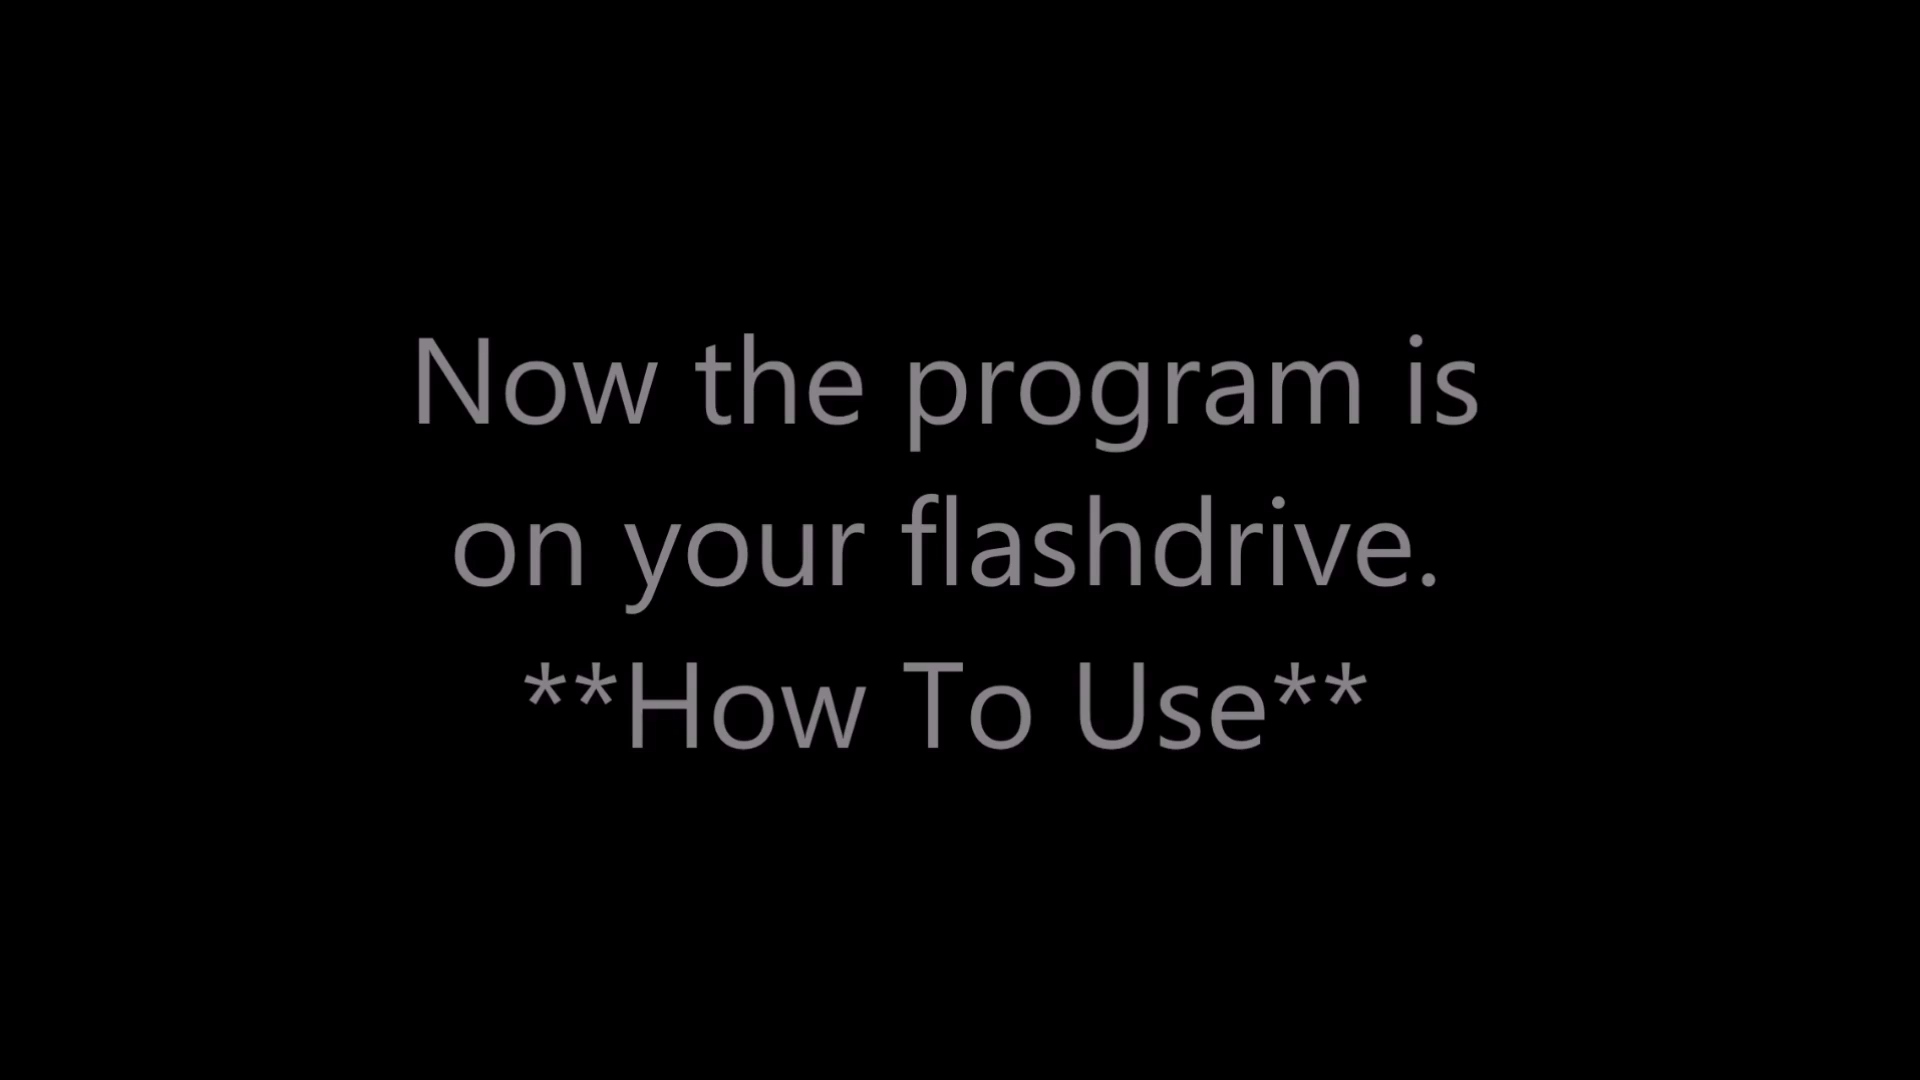 Now the program is
on your flashdrive.
**How To Use**